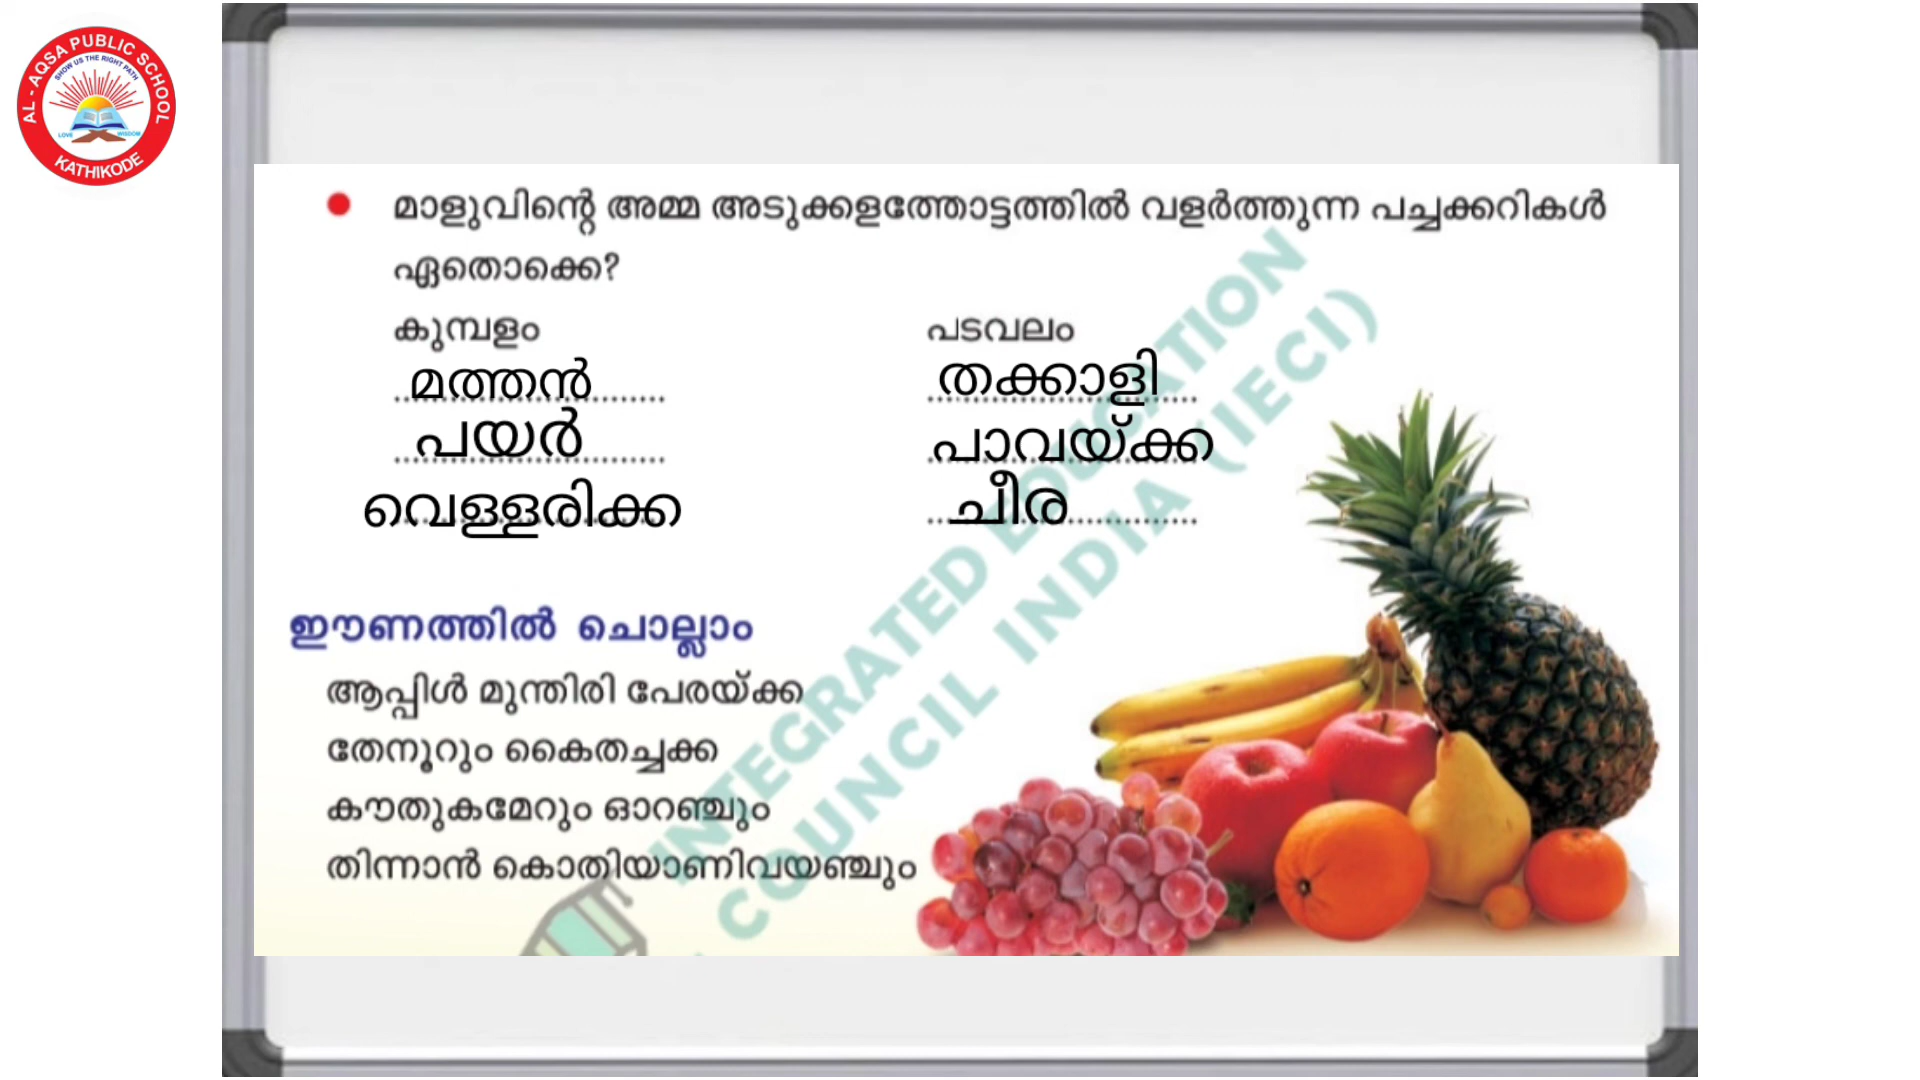 AL - AQSA PUBLIC SCHOOL
SHOW US THE RIGHT PATH
LOVE WISDOM
KATHIKODE
മാളുവിന്റെ അമ്മ അടുക്കളത്തോട്ടത്തിൽ വളർത്തുന്ന പച്ചക്കറികൾ
ഏതൊക്കെ?
കുമ്പളം പടവലം
മത്തൻ തക്കാളി
പയർ പാവയ്ക്ക
വെള്ളരിക്ക ചീര
ഈണത്തിൽ ചൊല്ലാം
ആപ്പിൾ മുന്തിരി പേരയ്ക്ക
തേനൂറും കൈതച്ചക്ക
കൗതുകമേറും ഓറഞ്ചും
തിന്നാൻ കൊതിയാണിവയഞ്ചും
INTEGRATED EDUCATION
COUNCIL INDIA (IECI)